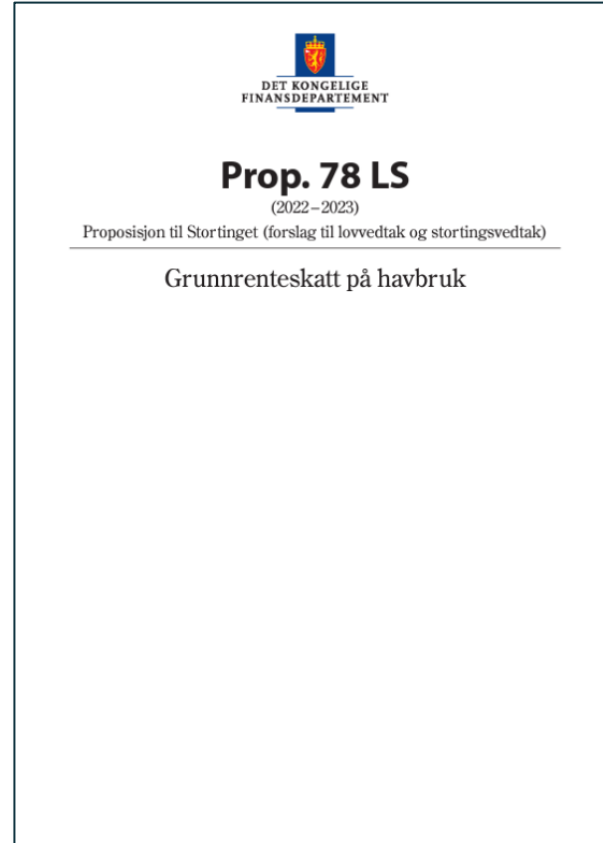 DET KONGELIGE
FINANSDEPARTEMENT
Prop. 78 LS
(2022–2023)
Proposisjon til Stortinget (forslag til lovvedtak og stortingsvedtak)
Grunnrenteskatt på havbruk